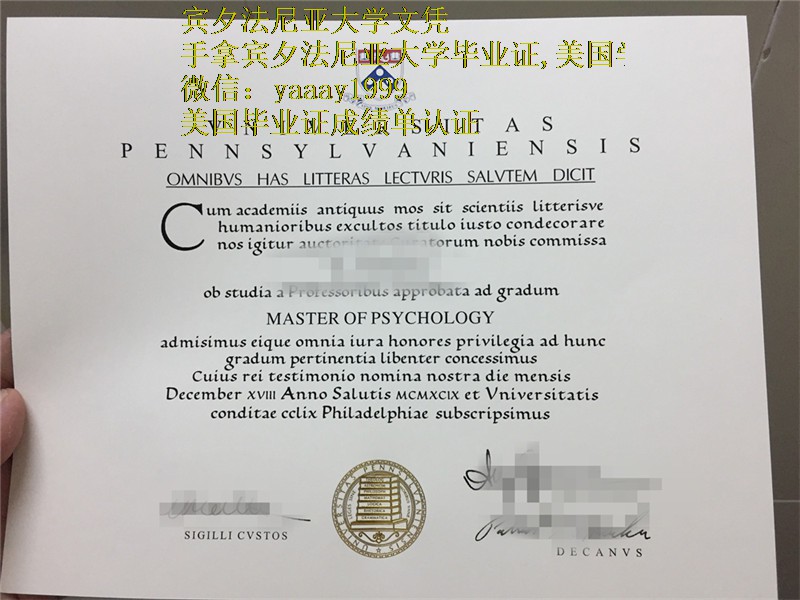 宾夕法尼亚大学文凭
手拿宾夕法尼亚大学毕业证,美国
微信：yaaay1999
美国毕业证成绩单认证
PENNSYLVANIENSIS
OMNIBVS HAS LITTERAS LECTVRIS SALVTEM DICIT
Cum academiis antiquus mos sit scientiis litterisve
humanioribus excultos titulo iusto condecorare
nos igitur auctoritate Curatorum nobis commissa
ob studia a Professoribus approbata ad gradum
MASTER OF PSYCHOLOGY
admisimus eique omnia iura honores privilegia ad hunc
gradum pertinentia libenter concessimus
Cuius rei testimonio nomina nostra die mensis
December XVIII Anno Salutis MCMXCIX et Vniversitatis
conditae cclix Philadelphiae subscripsimus
SIGILLI CVSTOS
DECANVS